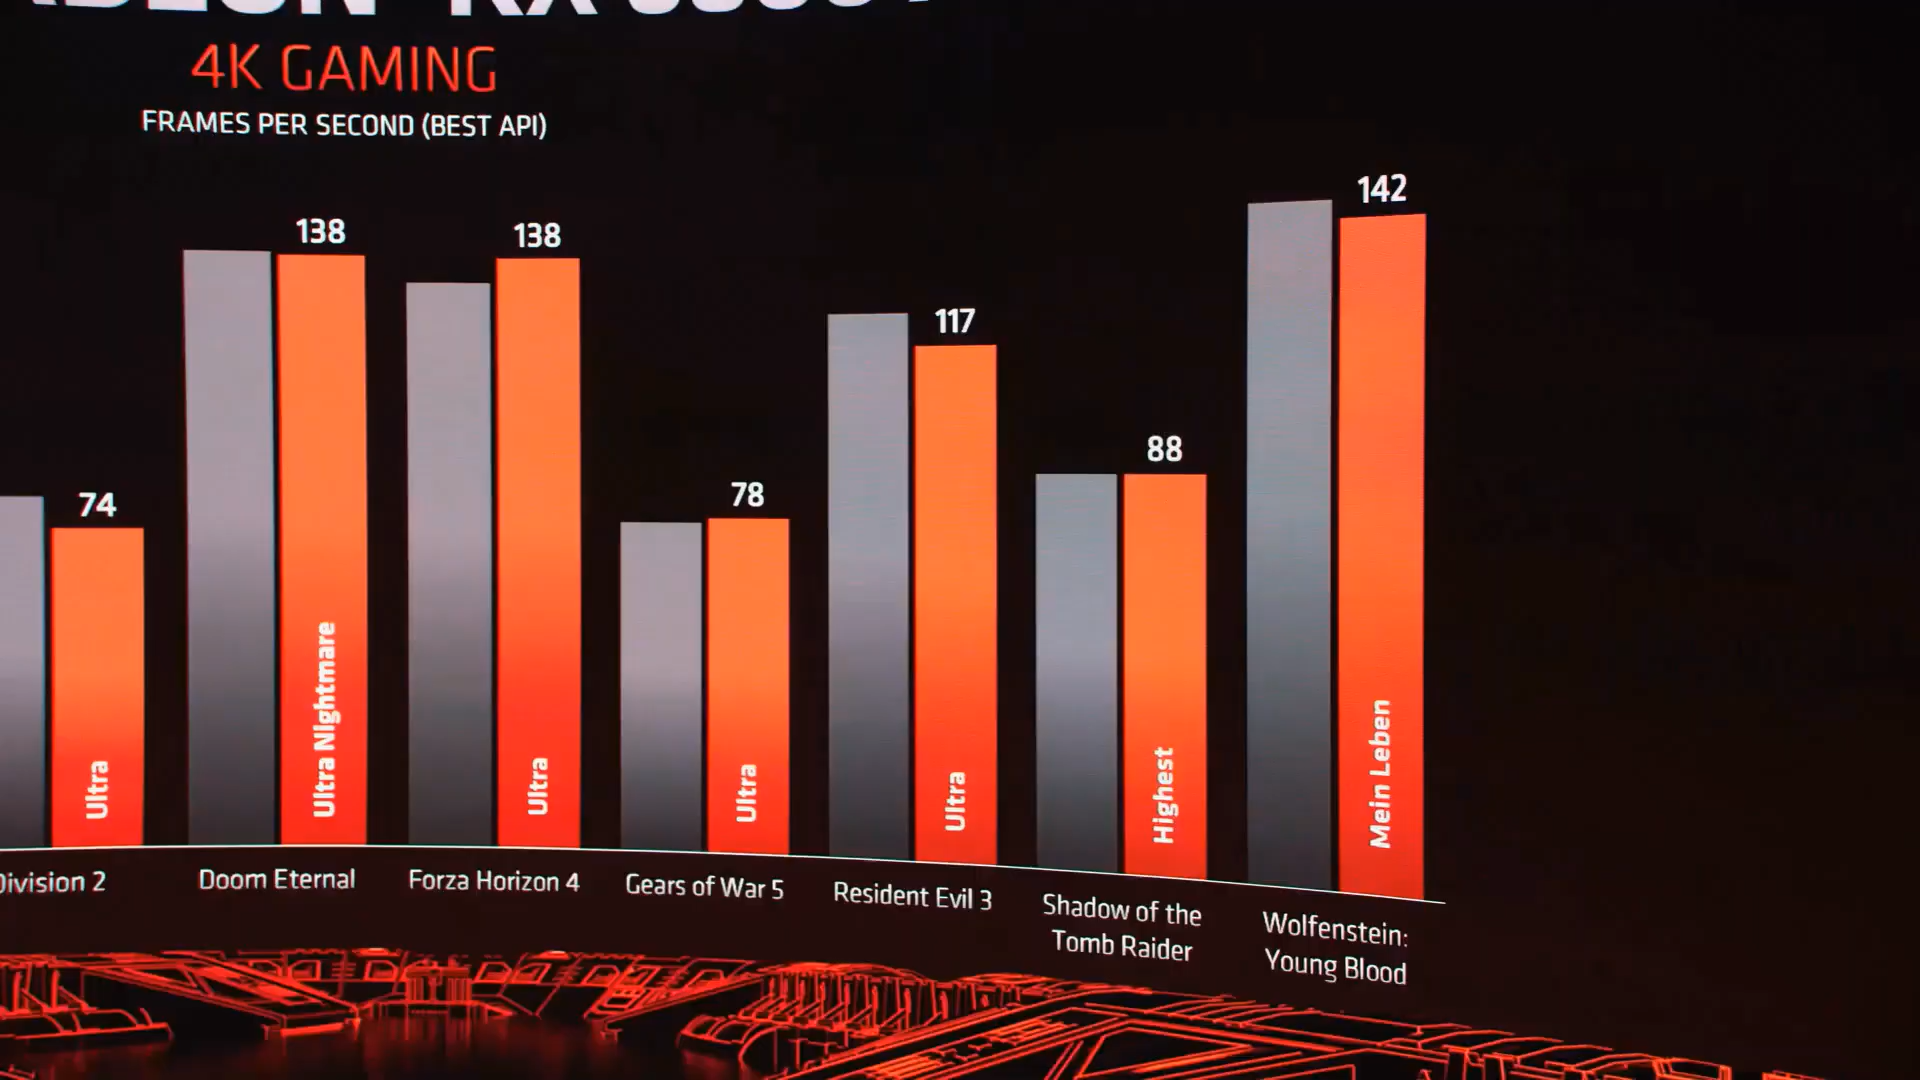 4K GAMING
FRAMES PER SECOND (BEST API)
74
138
138
78
117
88
142
Ultra
Ultra Nightmare
Ultra
Ultra
Ultra
Highest
Mein Leben
Division 2
Doom Eternal
Forza Horizon 4
Gears of War 5
Resident Evil 3
Shadow of the
Tomb Raider
Wolfenstein:
Young Blood